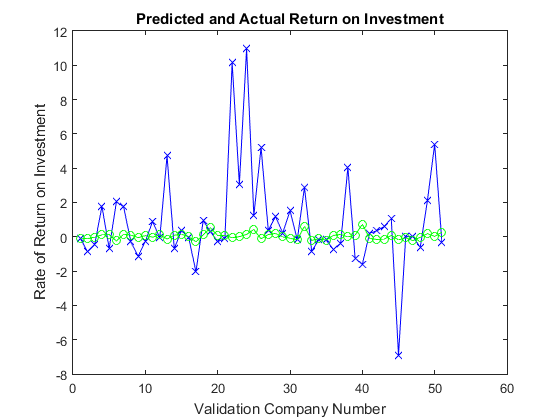 Predicted and Actual Return on Investment
12
10
8
6
4
2
0
-2
-4
-6
-8
Rate of Return on Investment
0 10 20 30 40 50 60
Validation Company Number